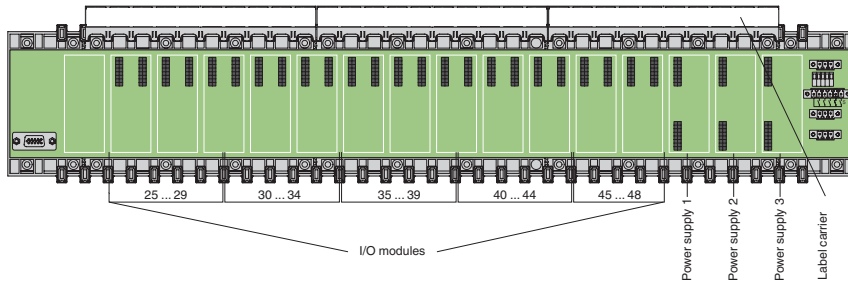 25 ... 29
30 ... 34
35 ... 39
40 ... 44
45 ... 48
I/O modules
Power supply 1
Power supply 2
Power supply 3
Label carrier